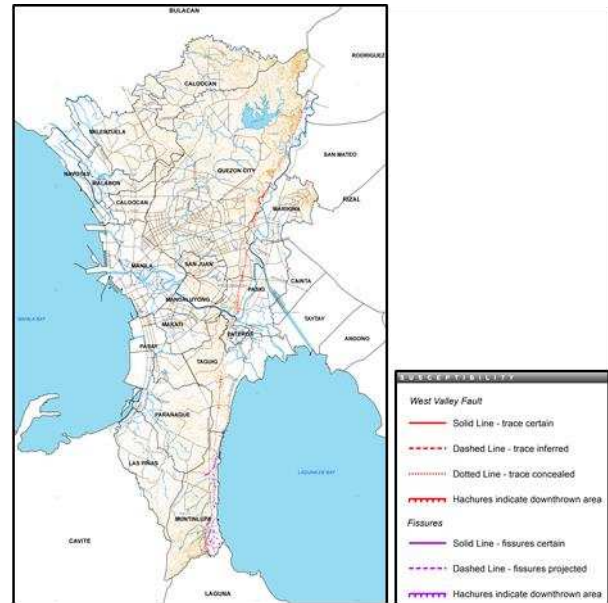 BULACAN
RODRIGUEZ
CALOOCAN
VALENZUELA
SAN MATEO
NAVOTAS
QUEZON CITY
MALABON
RIZAL
CALOOCAN
MARIKINA
SAN JUAN
MANILA
PASIG
CAINTA
MANDALUYONG
MANILA BAY
TAYTAY
MAKATI
PATEROS
ANGONO
PASAY
TAGUIG
PARANAQUE
LAS PIÑAS
LAGUNA DE BAY
MUNTINLUPA
CAVITE
LAGUNA
SUSCEPTIBILITY
West Valley Fault
Solid Line - trace certain
Dashed Line - trace inferred
Dotted Line - trace concealed
Hachures indicate downthrown area
Fissures
Solid Line - fissures certain
Dashed Line - fissures projected
Hachures indicate downthrown area